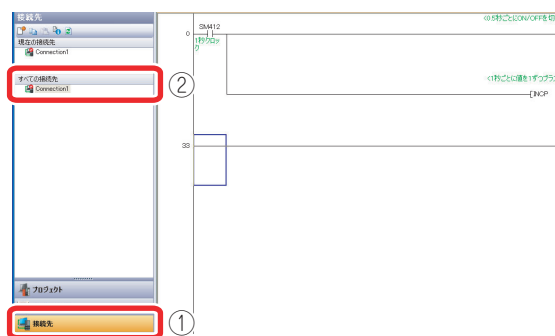 接続先
現在の接続先
Connection1
すべての接続先
Connection1
②
プロジェクト
接続先
①
<0.5秒ごとにON/OFFを切
SM412
0
1秒クロッ
ク
<1秒ごとに値を1ずつプラ
INCP
33